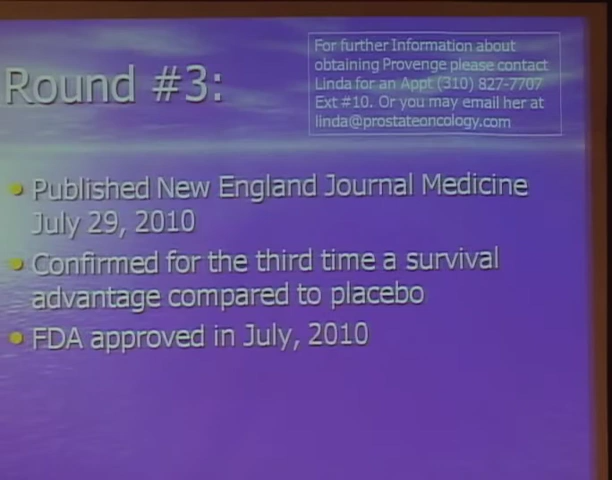 Round #3:
For further Information about
obtaining Provenge please contact
Linda for an Appt (310) 827-7707
Ext #10. Or you may email her at
linda@prostateoncology.com
• Published New England Journal Medicine
July 29, 2010
• Confirmed for the third time a survival
advantage compared to placebo
• FDA approved in July, 2010